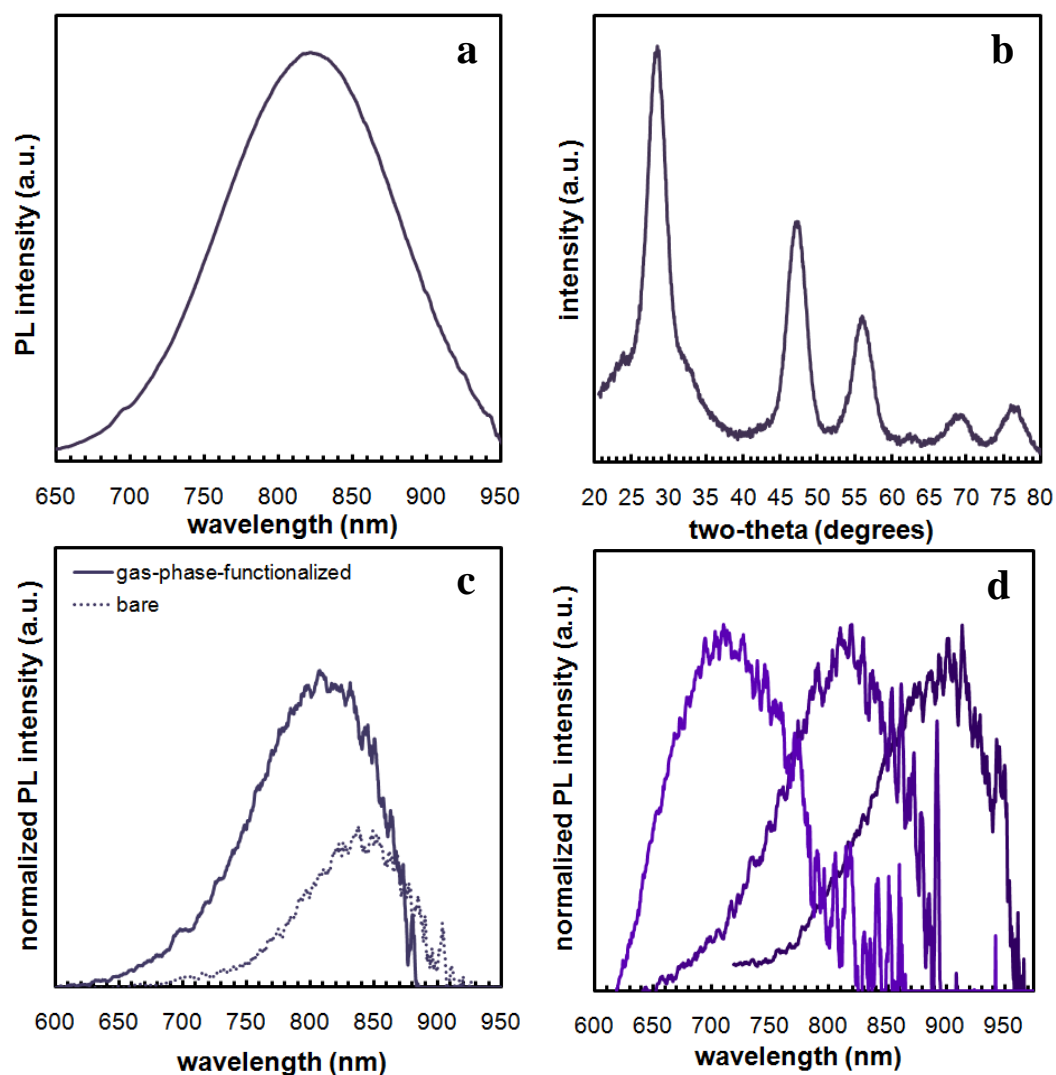 a
PL intensity (a.u.)
650 700 750 800 850 900 950
wavelength (nm)
b
intensity (a.u.)
20 25 30 35 40 45 50 55 60 65 70 75 80
two-theta (degrees)
c
gas-phase-functionalized
bare
normalized PL intensity (a.u.)
600 650 700 750 800 850 900 950
wavelength (nm)
d
normalized PL intensity (a.u.)
600 650 700 750 800 850 900 950
wavelength (nm)